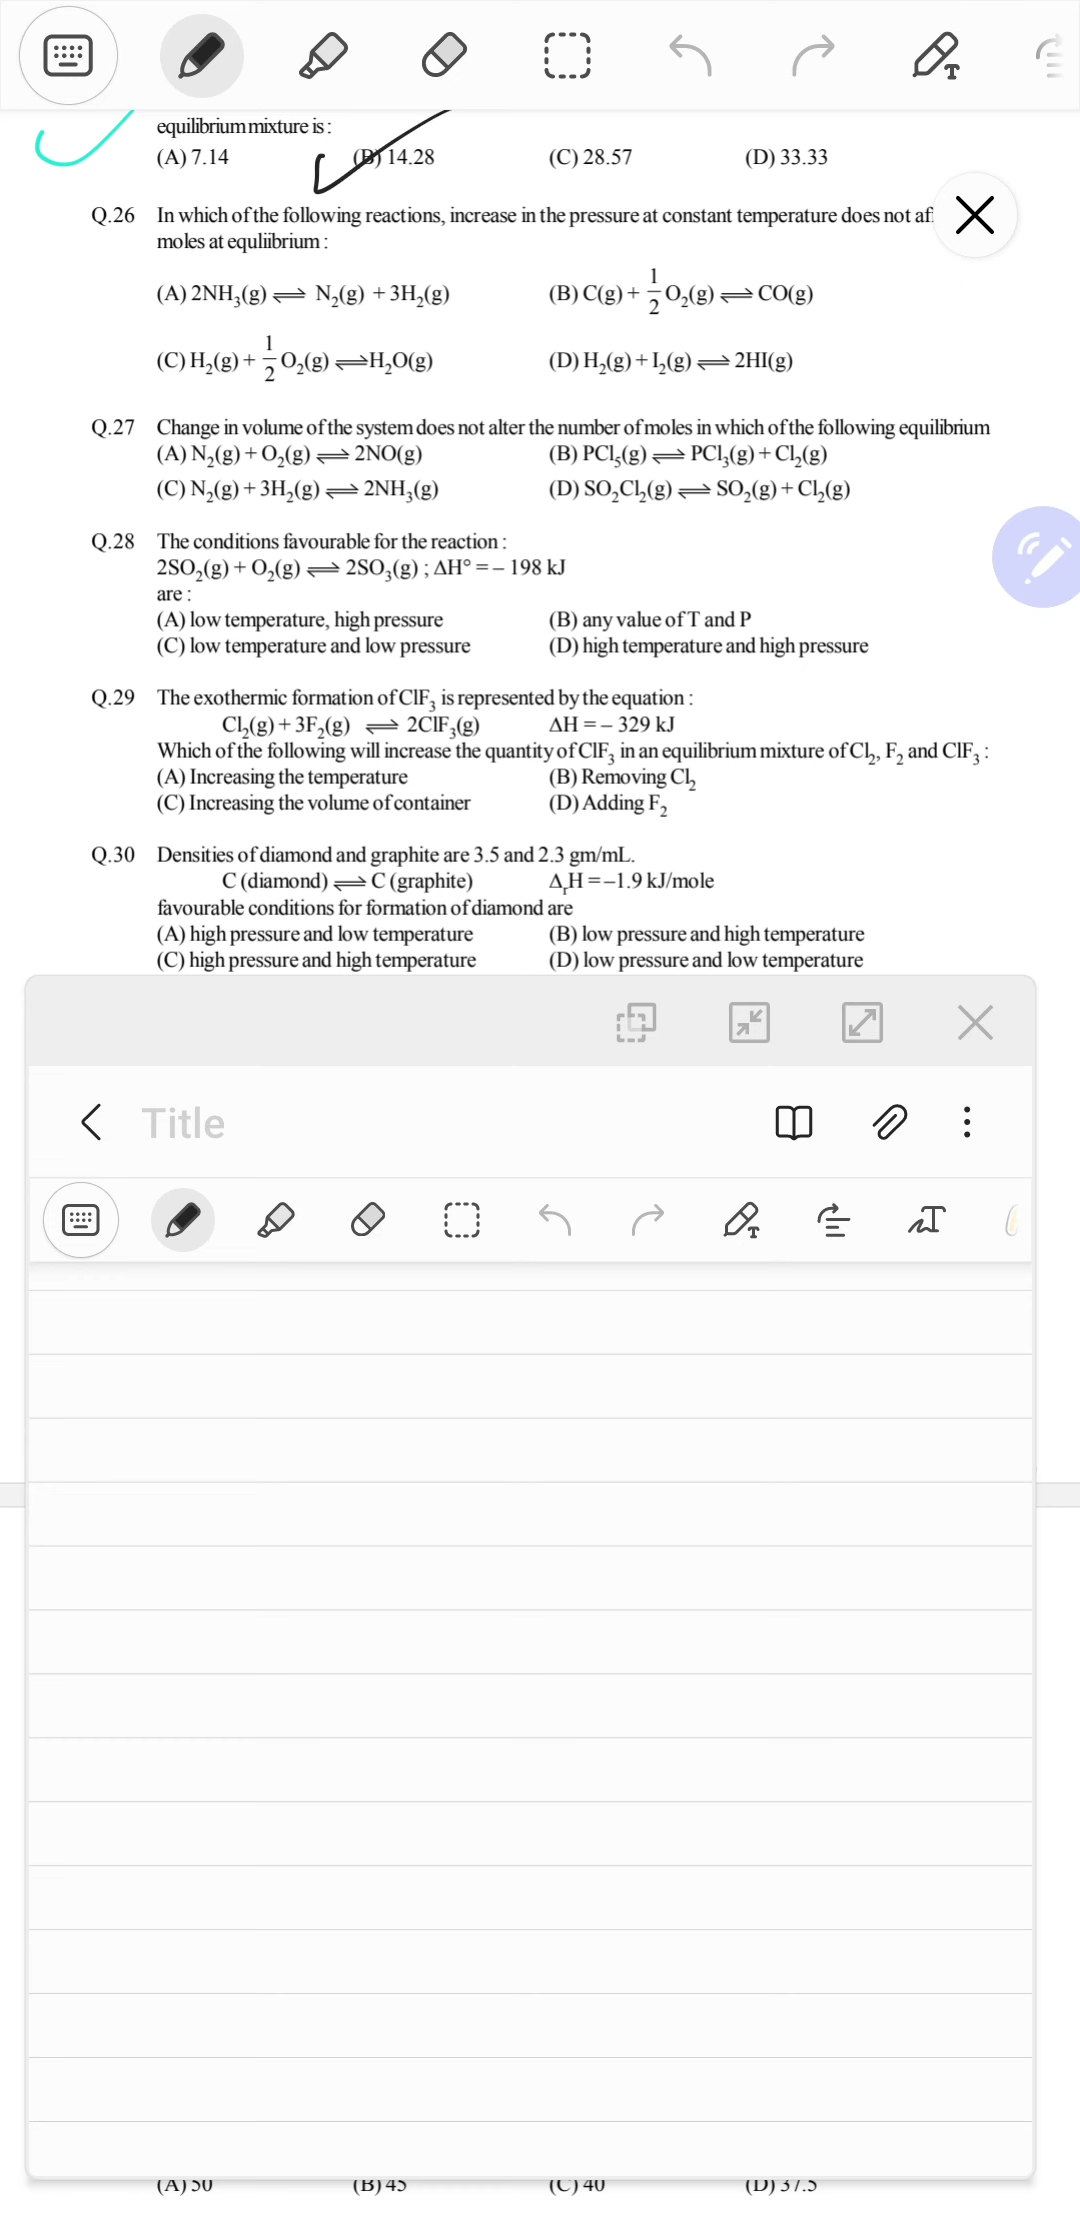 equilibrium mixture is :
(A) 7.14 (B) 14.28 (C) 28.57 (D) 33.33
Q.26 In which of the following reactions, increase in the pressure at constant temperature does not
moles at equliibrium :
(A) 2NH₃(g) ⇌ N₂(g) + 3H₂(g) (B) C(g) + 1/2 O₂(g) ⇌ CO(g)
(C) H₂(g) + 1/2 O₂(g) ⇌ H₂O(g) (D) H₂(g) + I₂(g) ⇌ 2HI(g)
Q.27 Change in volume of the system does not alter the number of moles in which of the following equilibrium
(A) N₂(g) + O₂(g) ⇌ 2NO(g) (B) PCl₅(g) ⇌ PCl₃(g) + Cl₂(g)
(C) N₂(g) + 3H₂(g) ⇌ 2NH₃(g) (D) SO₂Cl₂(g) ⇌ SO₂(g) + Cl₂(g)
Q.28 The conditions favourable for the reaction :
2SO₂(g) + O₂(g) ⇌ 2SO₃(g) ; ΔH° = – 198 kJ
are :
(A) low temperature, high pressure (B) any value of T and P
(C) low temperature and low pressure (D) high temperature and high pressure
Q.29 The exothermic formation of ClF₃ is represented by the equation :
Cl₂(g) + 3F₂(g) ⇌ 2ClF₃(g) ΔH = – 329 kJ
Which of the following will increase the quantity of ClF₃ in an equilibrium mixture of Cl₂, F₂ and ClF₃ :
(A) Increasing the temperature (B) Removing Cl₂
(C) Increasing the volume of container (D) Adding F₂
Q.30 Densities of diamond and graphite are 3.5 and 2.3 gm/mL.
C (diamond) ⇌ C (graphite) ΔᵣH = –1.9 kJ/mole
favourable conditions for formation of diamond are
(A) high pressure and low temperature (B) low pressure and high temperature
(C) high pressure and high temperature (D) low pressure and low temperature
Title
(A) 50 (B) 45 (C) 40 (D) 37.5